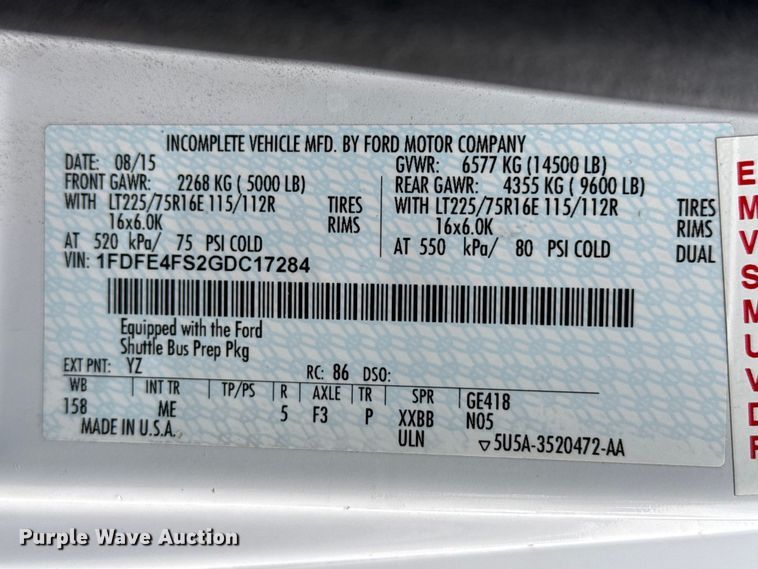 INCOMPLETE VEHICLE MFD. BY FORD MOTOR COMPANY
DATE: 08/15 GVWR: 6577 KG (14500 LB)
FRONT GAWR: 2268 KG ( 5000 LB) REAR GAWR: 4355 KG ( 9600 LB)
WITH LT225/75R16E 115/112R TIRES WITH LT225/75R16E 115/112R TIRES
16x6.0K RIMS 16x6.0K RIMS
AT 520 kPa/ 75 PSI COLD AT 550 kPa/ 80 PSI COLD DUAL
VIN: 1FDFE4FS2GDC17284
Equipped with the Ford
Shuttle Bus Prep Pkg
EXT PNT: YZ RC: 86 DSO:
WB INT TR TP/PS R AXLE TR SPR GE418
158 ME 5 F3 P XXBB N05
MADE IN U.S.A. ULN 5U5A-3520472-AA
E
M
V
S
M
U
V
D
Purple Wave Auction